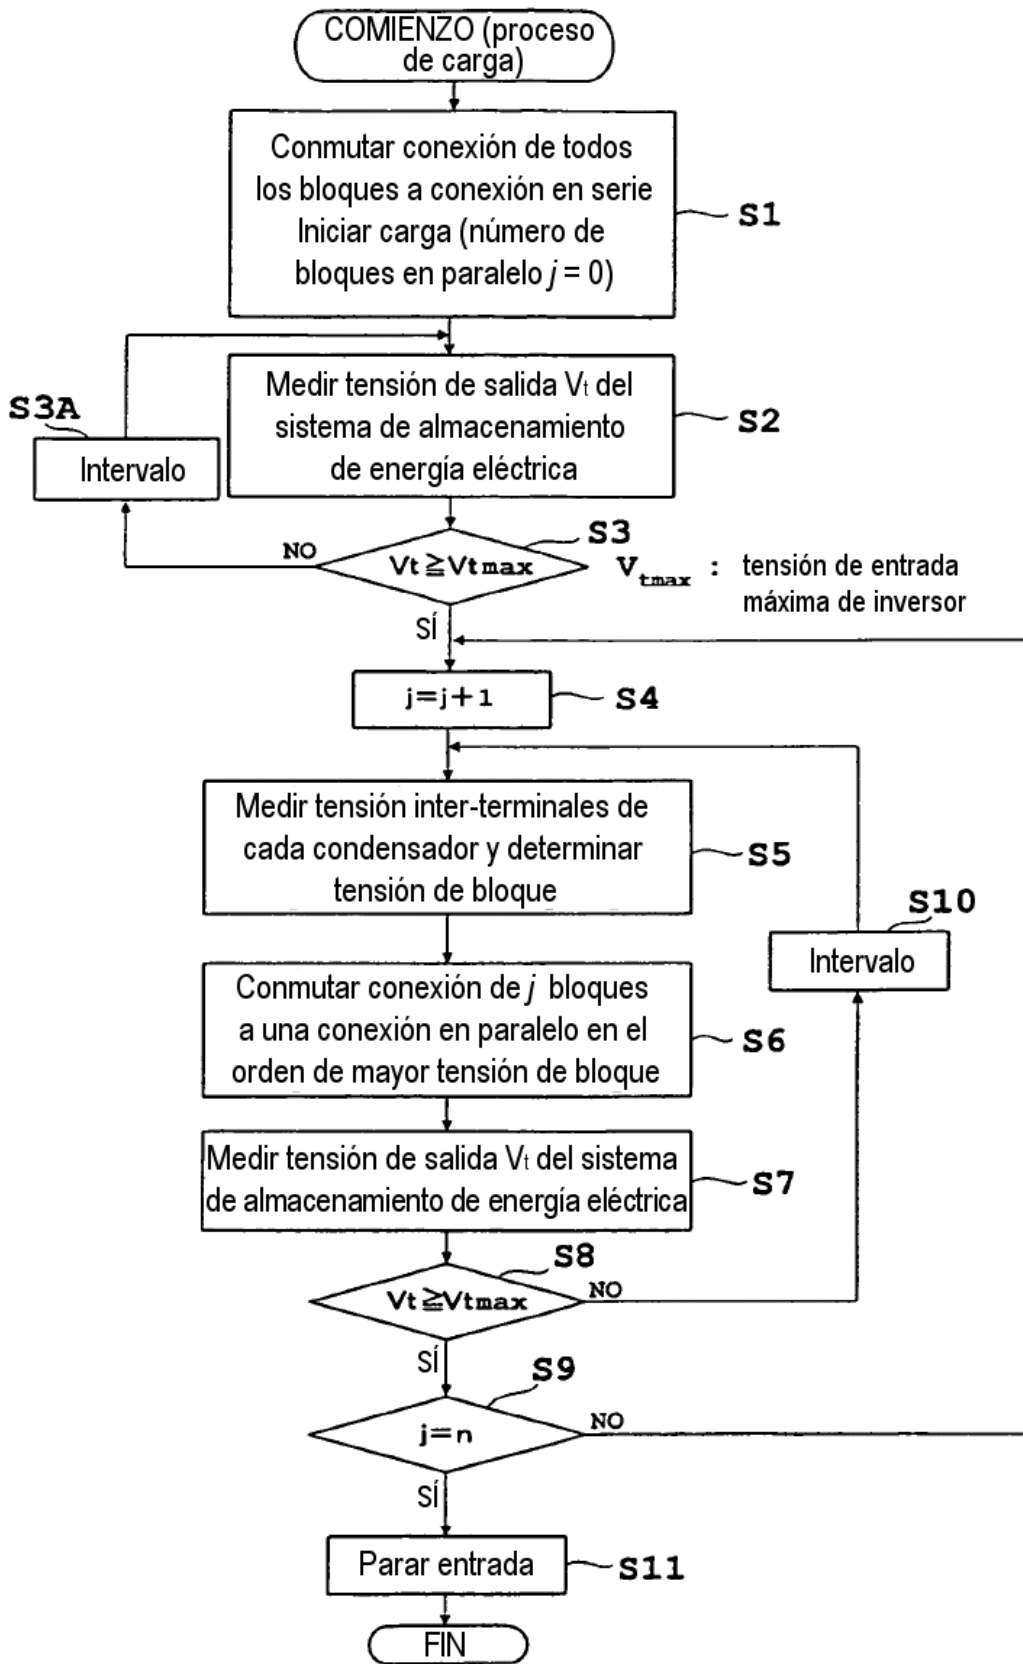 COMIENZO (proceso
de carga)
Conmutar conexión de todos
los bloques a conexión en serie
Iniciar carga (número de
bloques en paralelo j = 0)
S1
S3A
Intervalo
Medir tensión de salida Vt del
sistema de almacenamiento
de energía eléctrica
S2
S3
NO
Vt≧Vtmax
Vtmax : tensión de entrada
máxima de inversor
SÍ
j=j+1
S4
Medir tensión inter-terminales de
cada condensador y determinar
tensión de bloque
S5
S10
Intervalo
Conmutar conexión de j bloques
a una conexión en paralelo en el
orden de mayor tensión de bloque
S6
Medir tensión de salida Vt del sistema
de almacenamiento de energía eléctrica
S7
S8
Vt≧Vtmax
NO
SÍ
S9
j=n
NO
SÍ
Parar entrada
S11
FIN